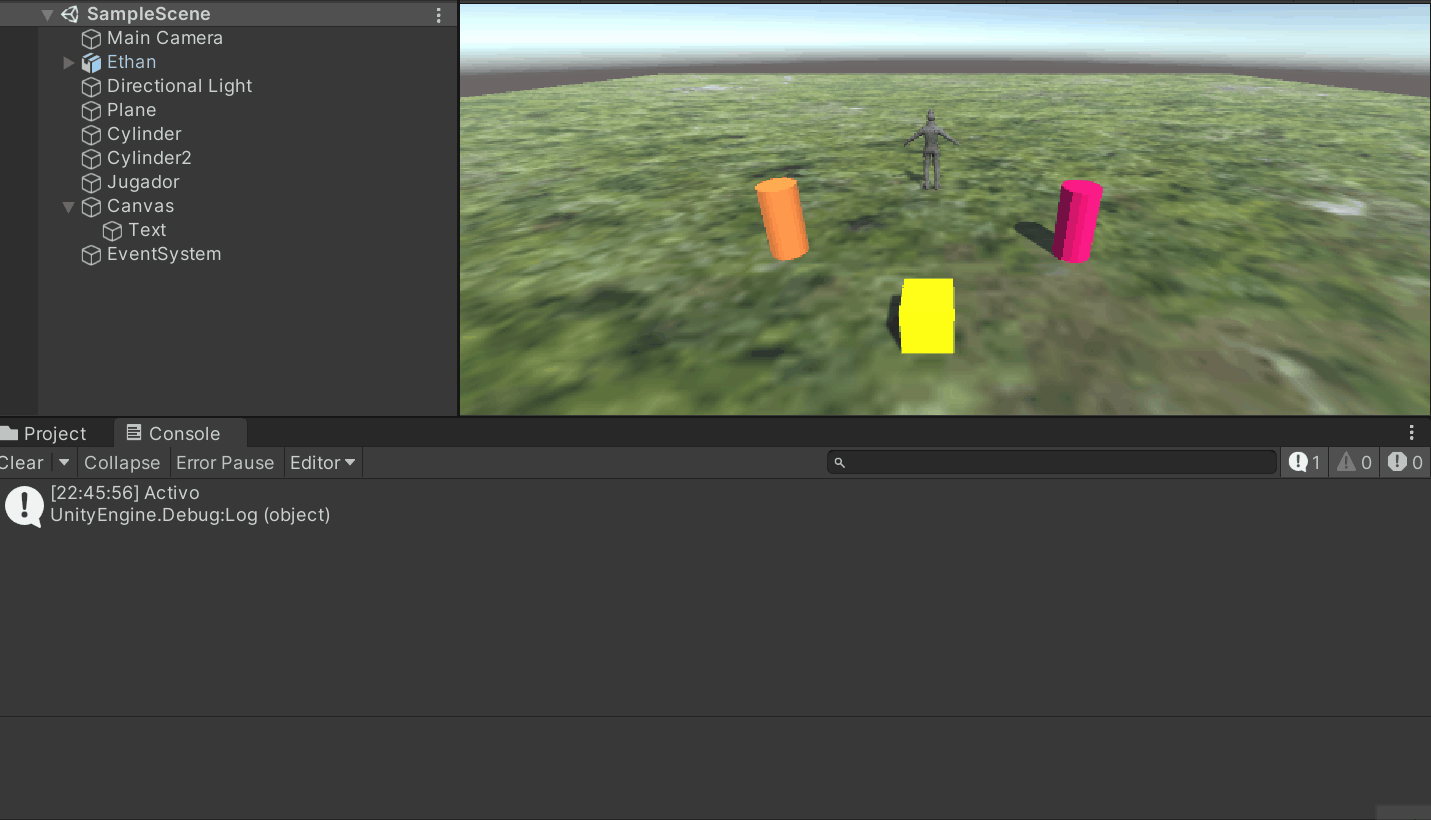 SampleScene
Main Camera
Ethan
Directional Light
Plane
Cylinder
Cylinder2
Jugador
Canvas
Text
EventSystem
Project
Console
Clear
Collapse
Error Pause
Editor
1
0
0
[22:45:56] Activo
UnityEngine.Debug:Log (object)